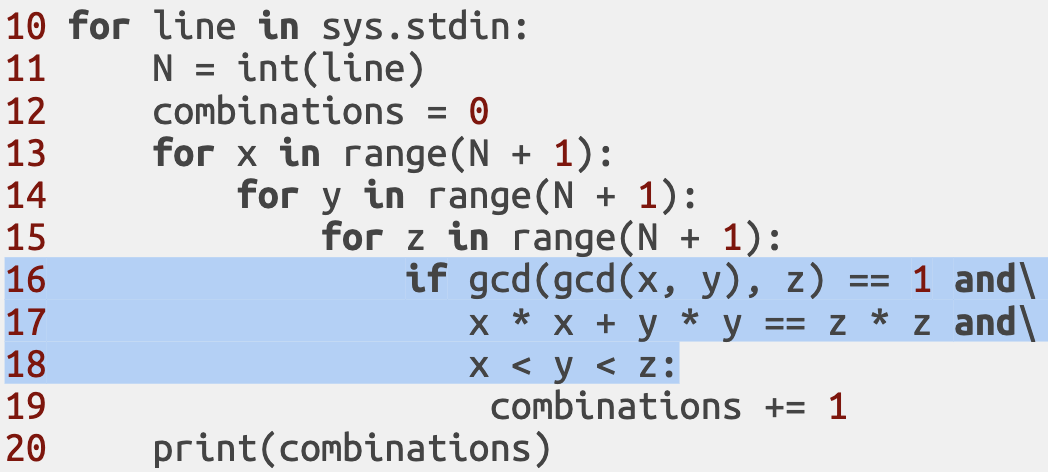 10 for line in sys.stdin:
11     N = int(line)
12     combinations = 0
13     for x in range(N + 1):
14         for y in range(N + 1):
15             for z in range(N + 1):
16                 if gcd(gcd(x, y), z) == 1 and\
17                    x * x + y * y == z * z and\
18                    x < y < z:
19                     combinations += 1
20     print(combinations)